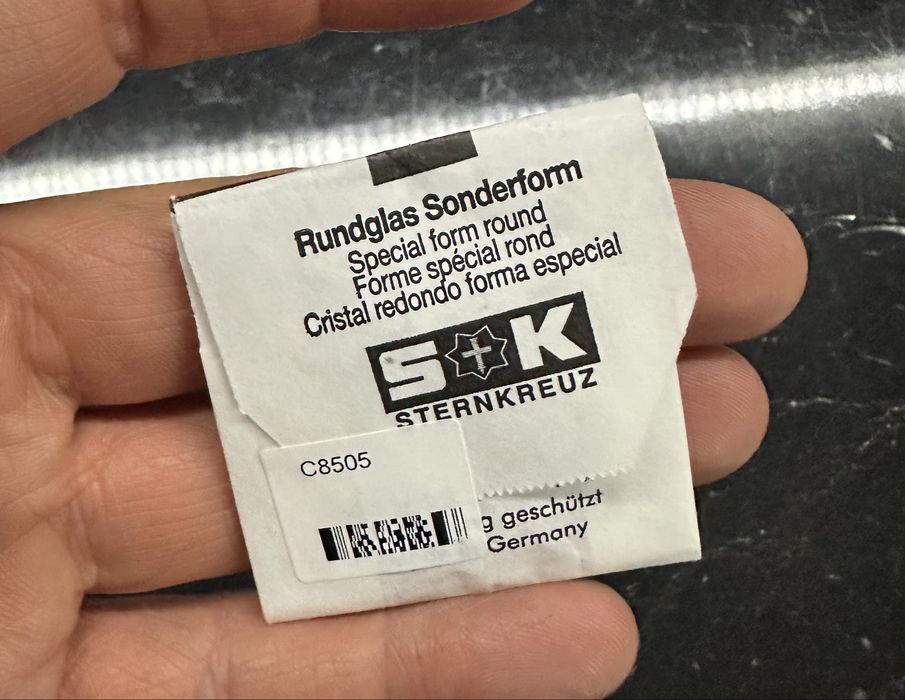 Rundglas Sonderform
Special form round
Forme spécial rond
Cristal redondo forma especial
S K
STERNKREUZ
C8505
g geschützt
Germany